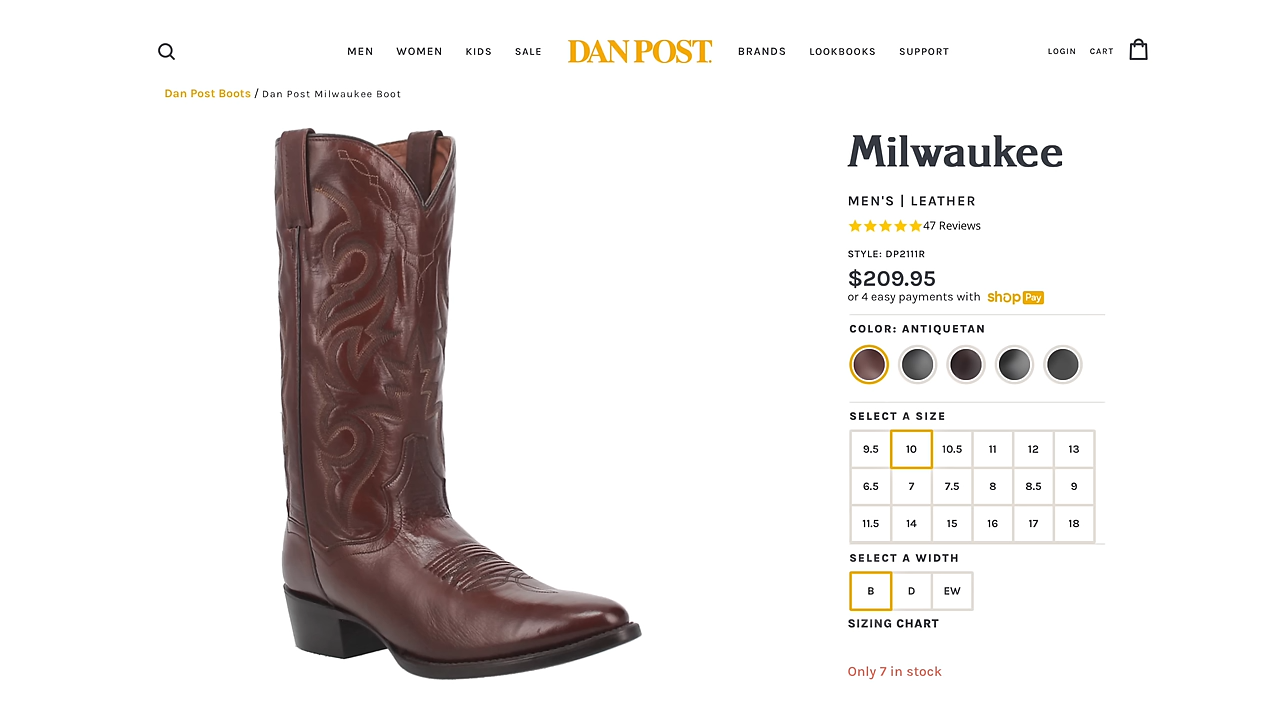 MEN WOMEN KIDS SALE DAN POST. BRANDS LOOKBOOKS SUPPORT LOGIN CART
Dan Post Boots / Dan Post Milwaukee Boot
Milwaukee
MEN'S | LEATHER
47 Reviews
STYLE: DP2111R
$209.95
or 4 easy payments with shop Pay
COLOR: ANTIQUETAN
SELECT A SIZE
9.5 10 10.5 11 12 13
6.5 7 7.5 8 8.5 9
11.5 14 15 16 17 18
SELECT A WIDTH
B D EW
SIZING CHART
Only 7 in stock